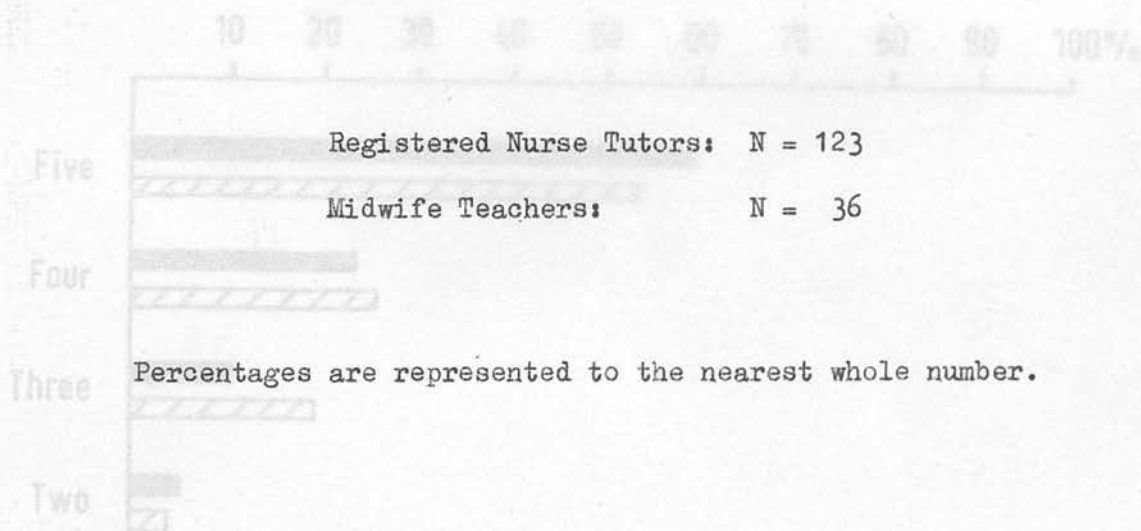 10 20 30 40 50 60 70 80 90 100%
Registered Nurse Tutors: N = 123
Five
Midwife Teachers: N = 36
Four
Three
Percentages are represented to the nearest whole number.
Two